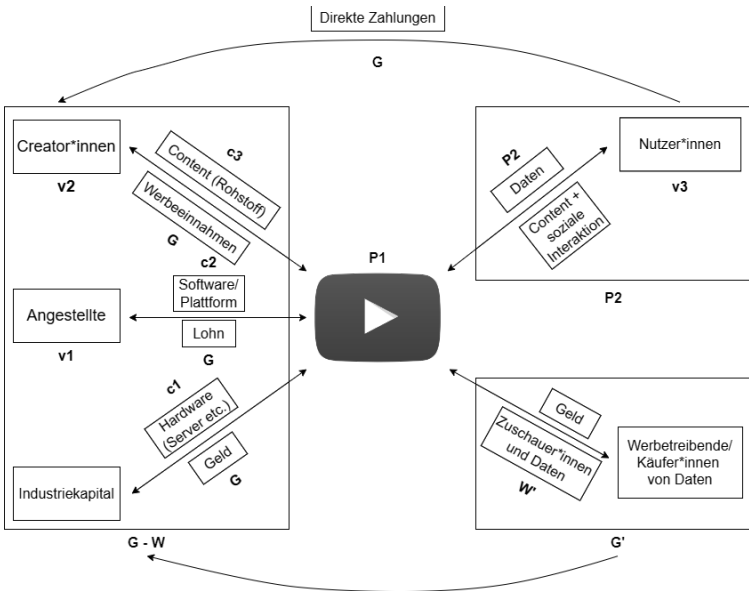 Direkte Zahlungen
G
Creator*innen
v2
c3
Content (Rohstoff)
Werbeeinnahmen
G
c2
Software/
Plattform
Angestellte
v1
Lohn
G
c1
Hardware
(Server etc.)
Geld
G
Industriekapital
G - W
P1
P2
Daten
Content +
soziale
Interaktion
Nutzer*innen
v3
P2
Geld
Zuschauer*innen
und Daten
W'
Werbetreibende/
Käufer*innen
von Daten
G'